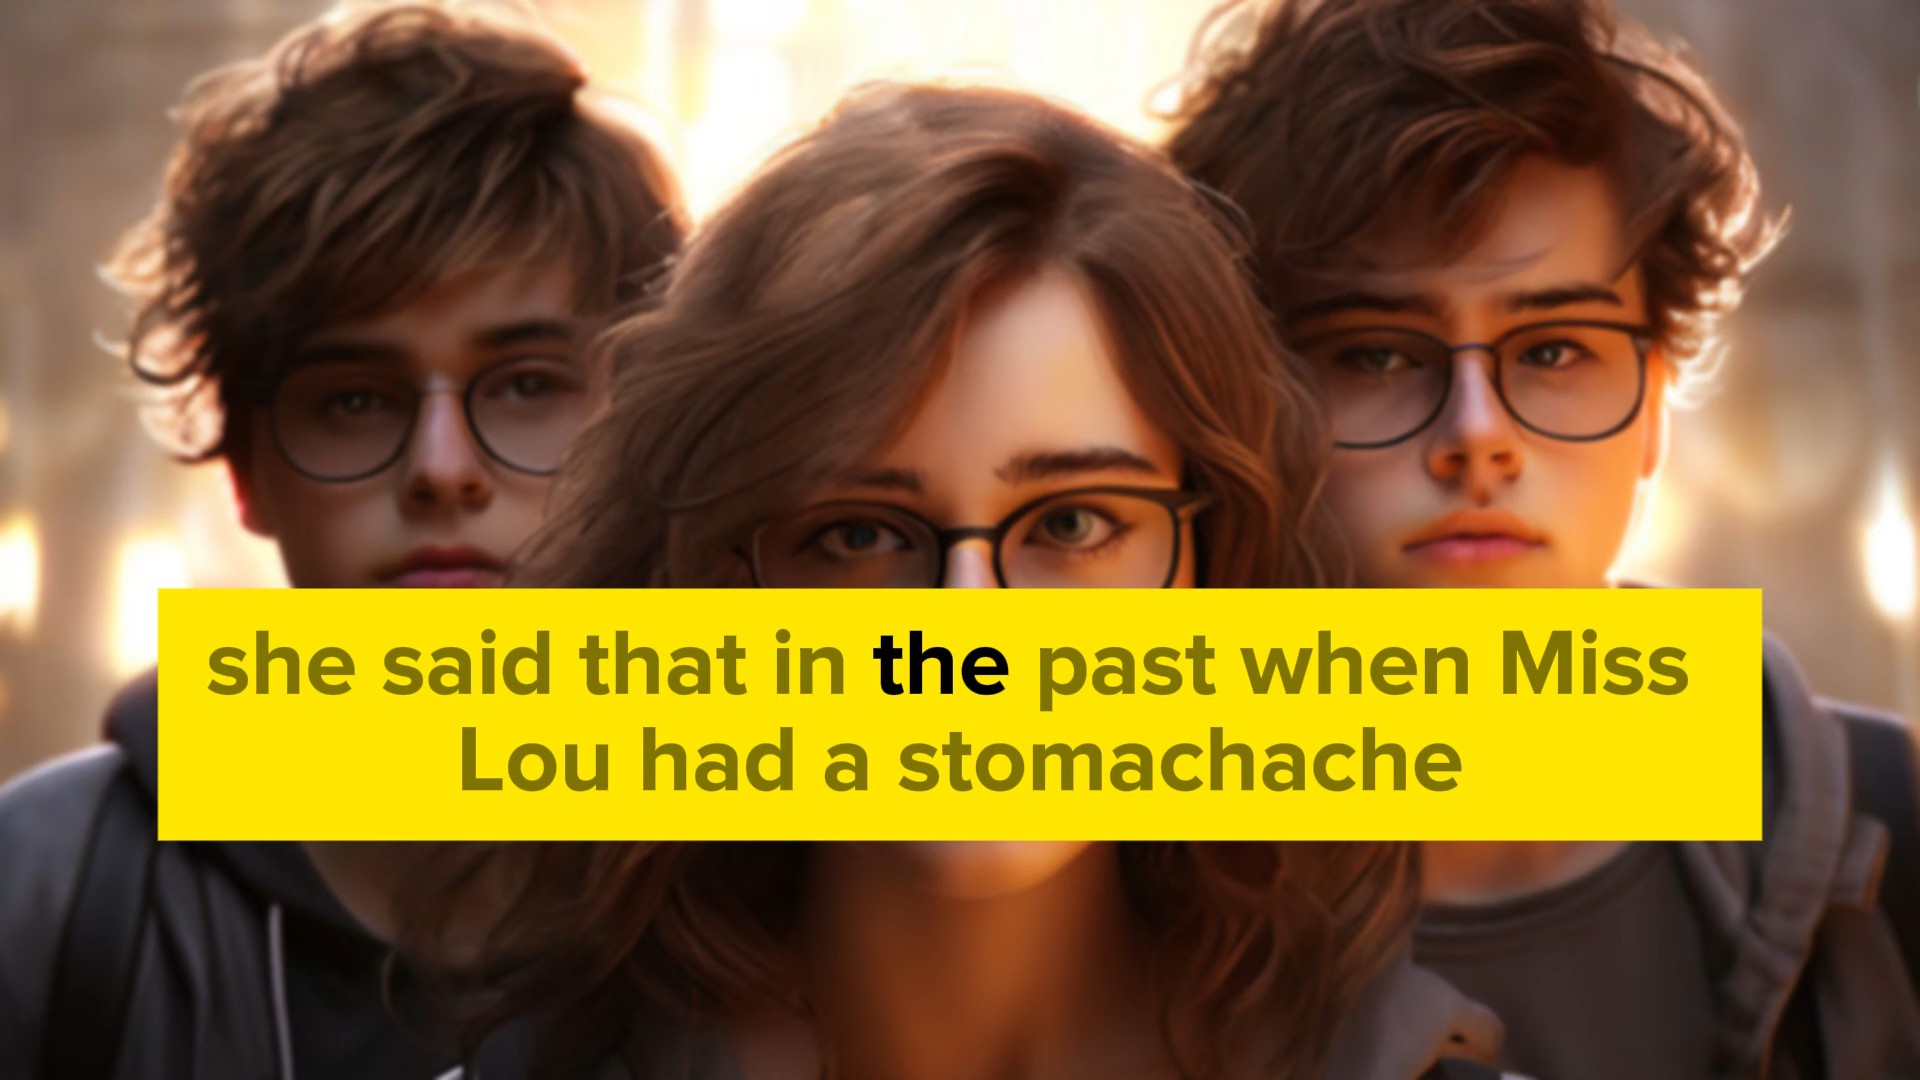 she said that in the past when Miss
Lou had a stomachache